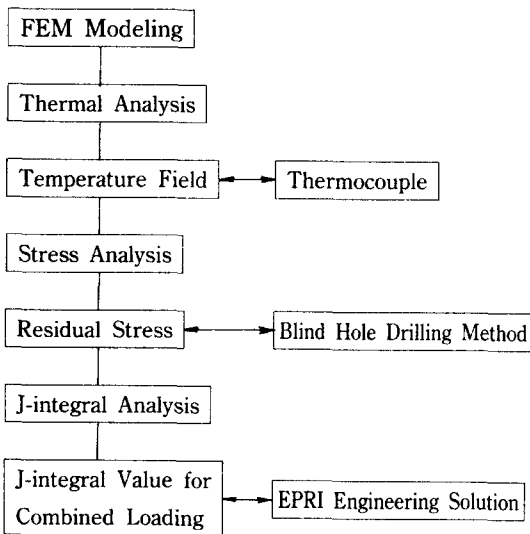 FEM Modeling
Thermal Analysis
Temperature Field
Thermocouple
Stress Analysis
Residual Stress
Blind Hole Drilling Method
J-integral Analysis
J-integral Value for
Combined Loading
EPRI Engineering Solution